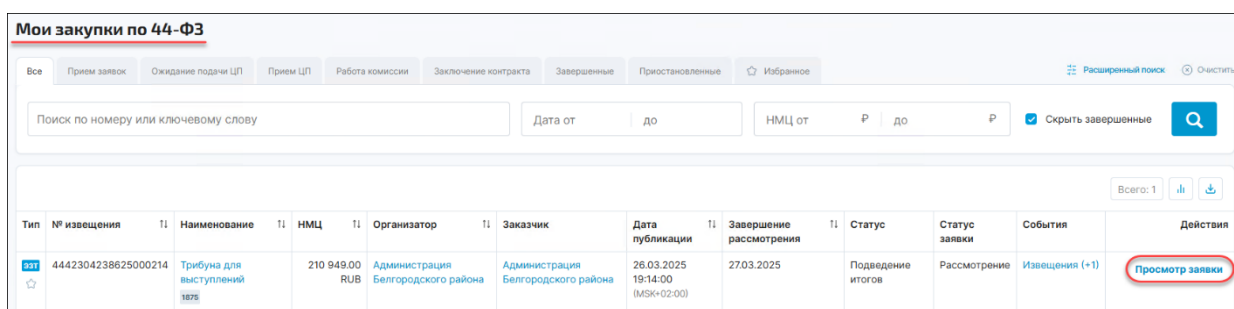 Мои закупки по 44-ФЗ
Все Прием заявок Ожидание подачи ЦП Прием ЦП Работа комиссии Заключение контракта Завершенные Приостановленные Избранное Расширенный поиск Очистить
Поиск по номеру или ключевому слову Дата от до НМЦ от ₽ до ₽ Скрыть завершенные
Всего: 1
Тип № извещения Наименование НМЦ Организатор Заказчик Дата публикации Завершение рассмотрения Статус Статус заявки События Действия
ЭЗТ 4442304238625000214 Трибуна для выступлений 210 949.00 RUB Администрация Белгородского района Администрация Белгородского района 26.03.2025 19:14:00 (MSK+02:00) 27.03.2025 Подведение итогов Рассмотрение Извещения (+1) Просмотр заявки
1875